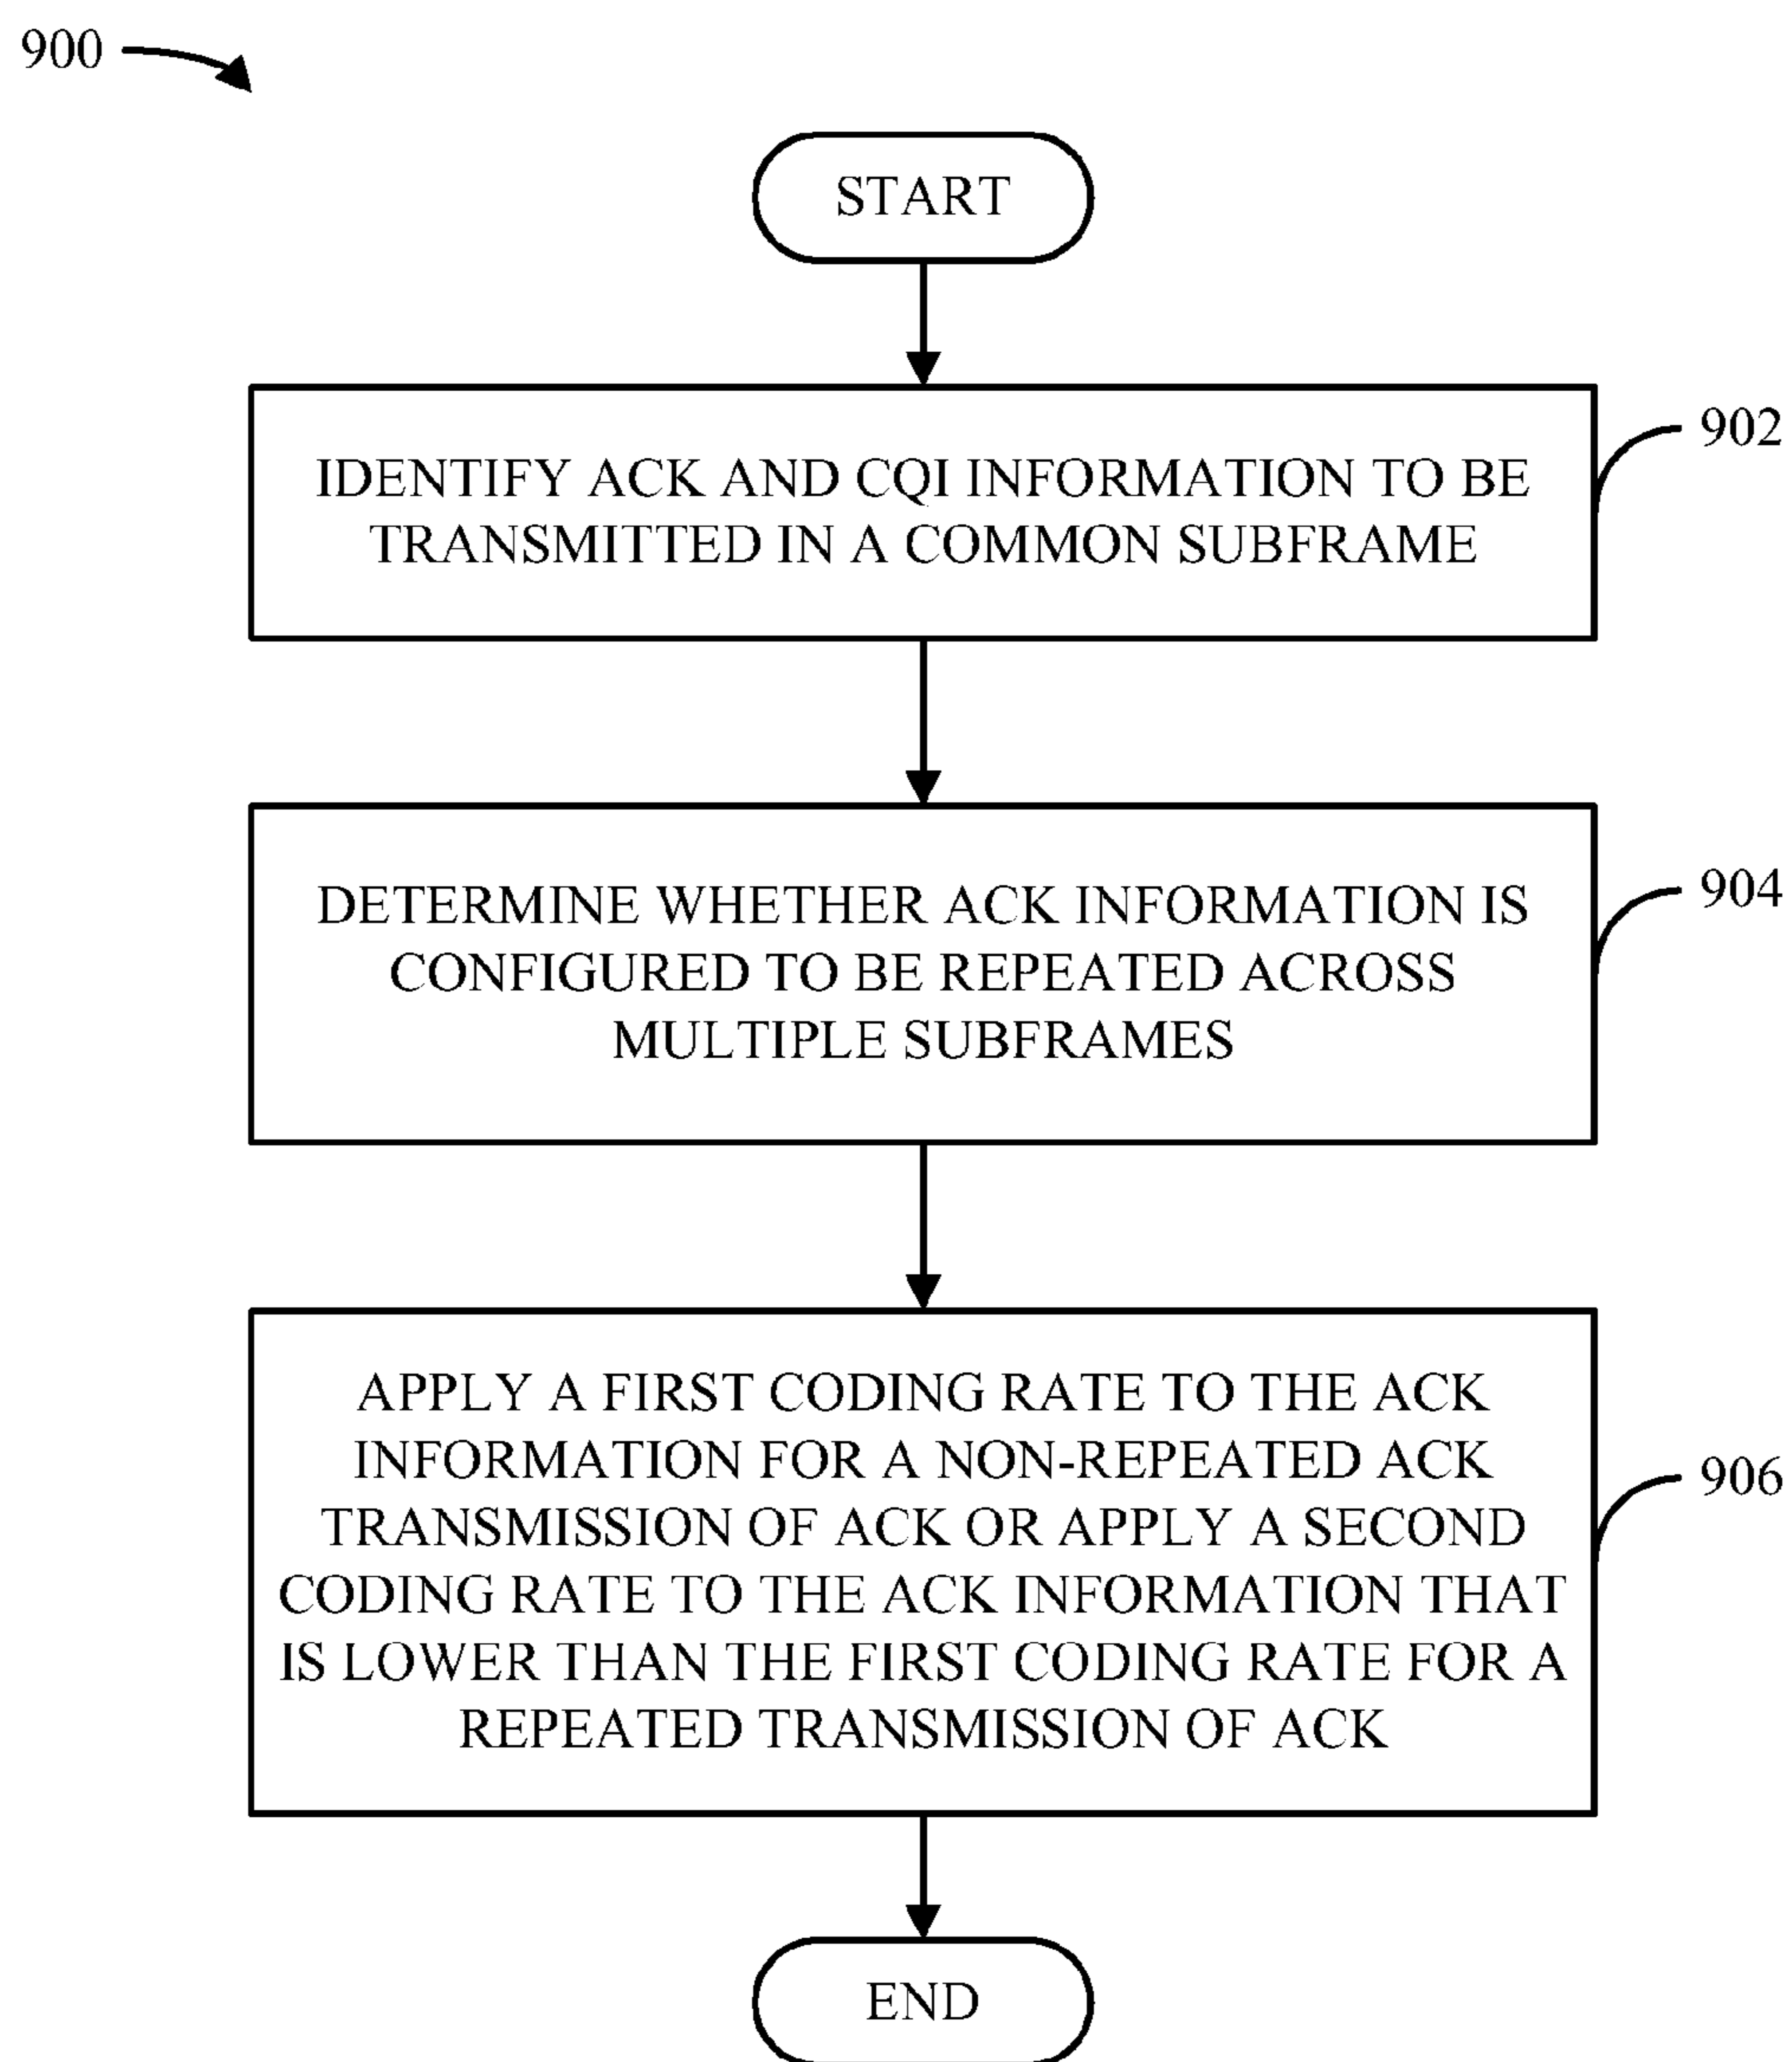 900
START
IDENTIFY ACK AND CQI INFORMATION TO BE
TRANSMITTED IN A COMMON SUBFRAME
902
DETERMINE WHETHER ACK INFORMATION IS
CONFIGURED TO BE REPEATED ACROSS
MULTIPLE SUBFRAMES
904
APPLY A FIRST CODING RATE TO THE ACK
INFORMATION FOR A NON-REPEATED ACK
TRANSMISSION OF ACK OR APPLY A SECOND
CODING RATE TO THE ACK INFORMATION THAT
IS LOWER THAN THE FIRST CODING RATE FOR A
REPEATED TRANSMISSION OF ACK
906
END